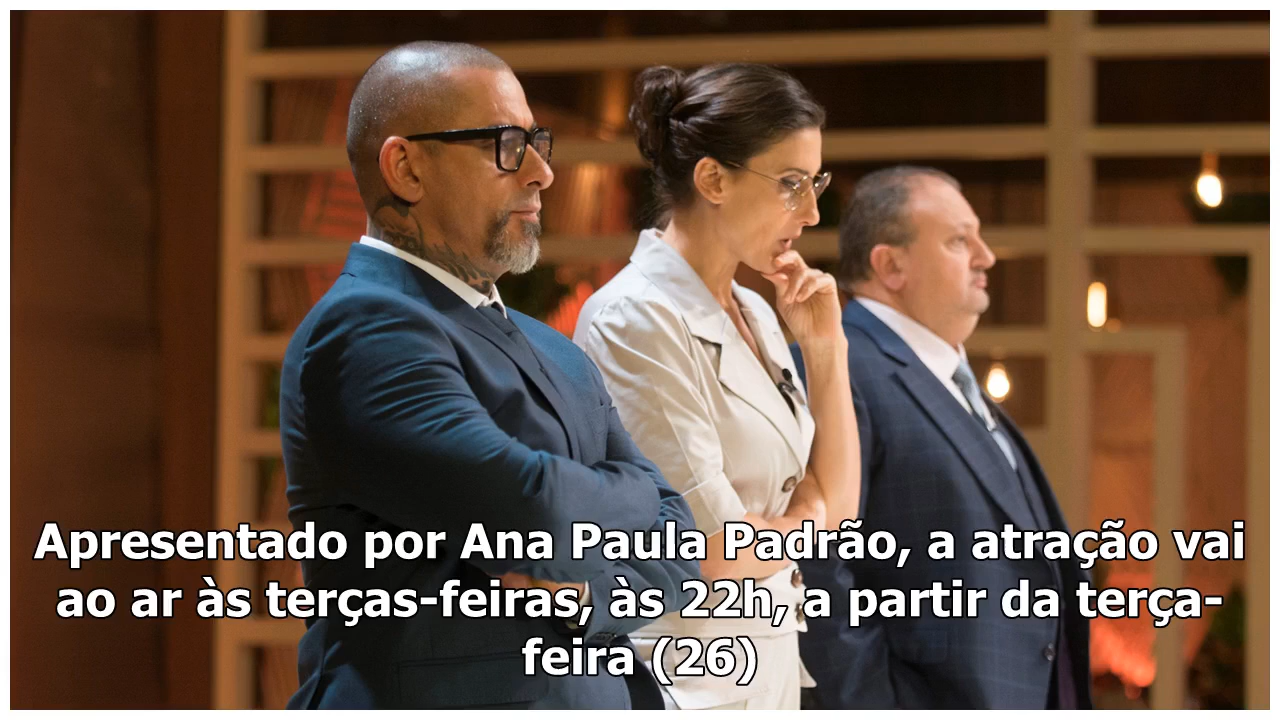 Apresentado por Ana Paula Padrão, a atração vai
ao ar às terças-feiras, às 22h, a partir da terça-
feira (26)